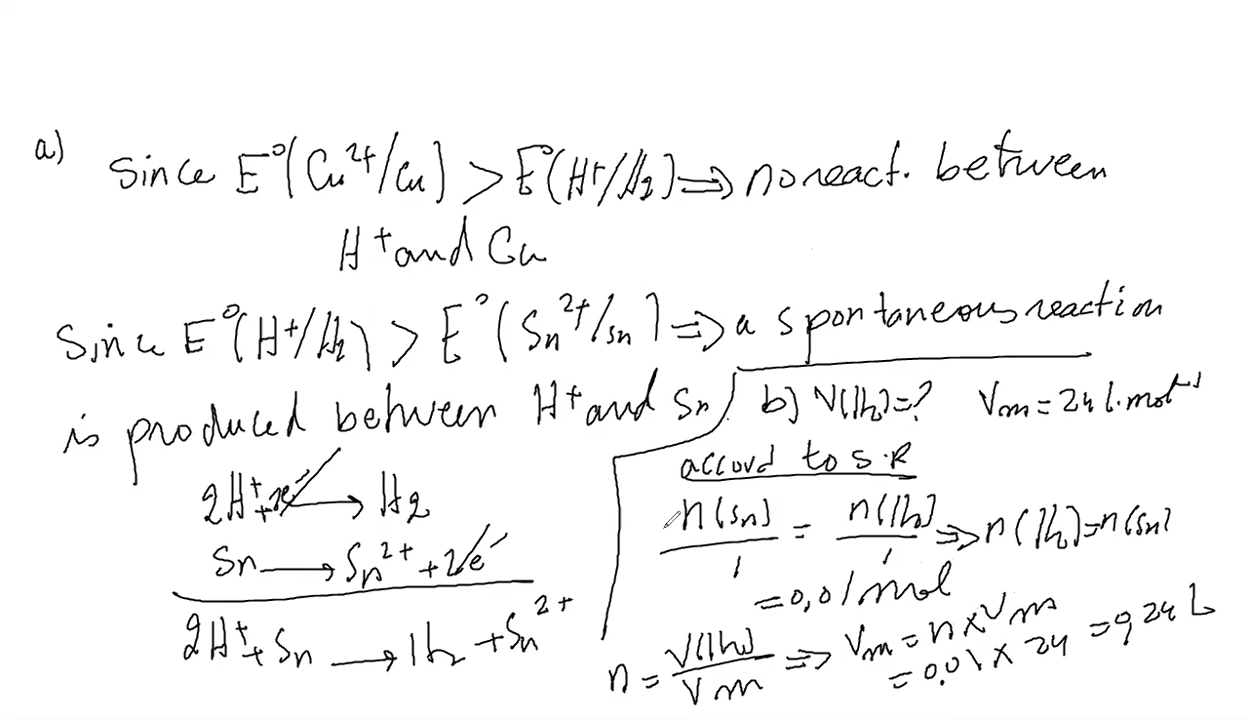 a) Since E°(Cu²⁺/Cu) > E°(H⁺/H₂) ⇒ no react. between
H⁺ and Cu
Since E°(H⁺/H₂) > E°(Sn²⁺/Sn) ⇒ a spontaneous reaction
is produced between H⁺ and Sn.
2H⁺ + 2e⁻ → H₂
Sn → Sn²⁺ + 2e⁻
2H⁺ + Sn → H₂ + Sn²⁺
b) V(H₂) = ? Vm = 24 L.mol⁻¹
accord to S.R
n(Sn)/1 = n(H₂)/1 ⇒ n(H₂) = n(Sn)
= 0,01 mol
n = V(H₂)/Vm ⇒ Vm = n × Vm
= 0.01 × 24 = 0,24 L